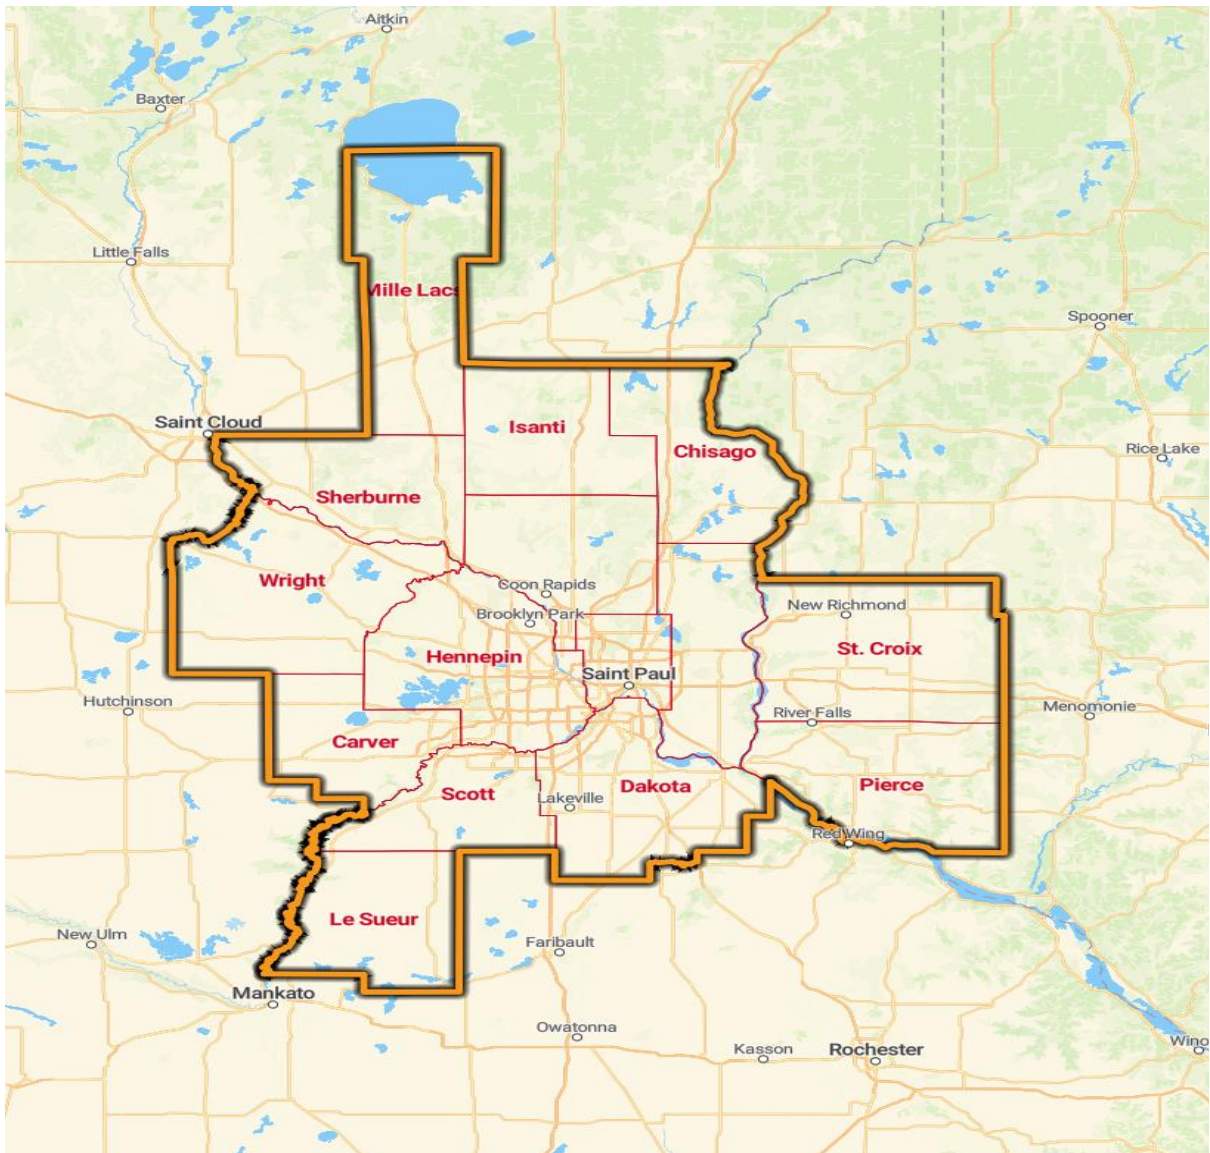 Aitkin
Baxter
Little Falls
Mille Lacs
Spooner
Saint Cloud
Isanti
Chisago
Rice Lake
Sherburne
Wright
Coon Rapids
Brooklyn Park
New Richmond
Hennepin
St. Croix
Saint Paul
Hutchinson
River Falls
Menomonie
Carver
Scott
Lakeville
Dakota
Pierce
Red Wing
Le Sueur
New Ulm
Faribault
Mankato
Owatonna
Kasson
Rochester
Wino